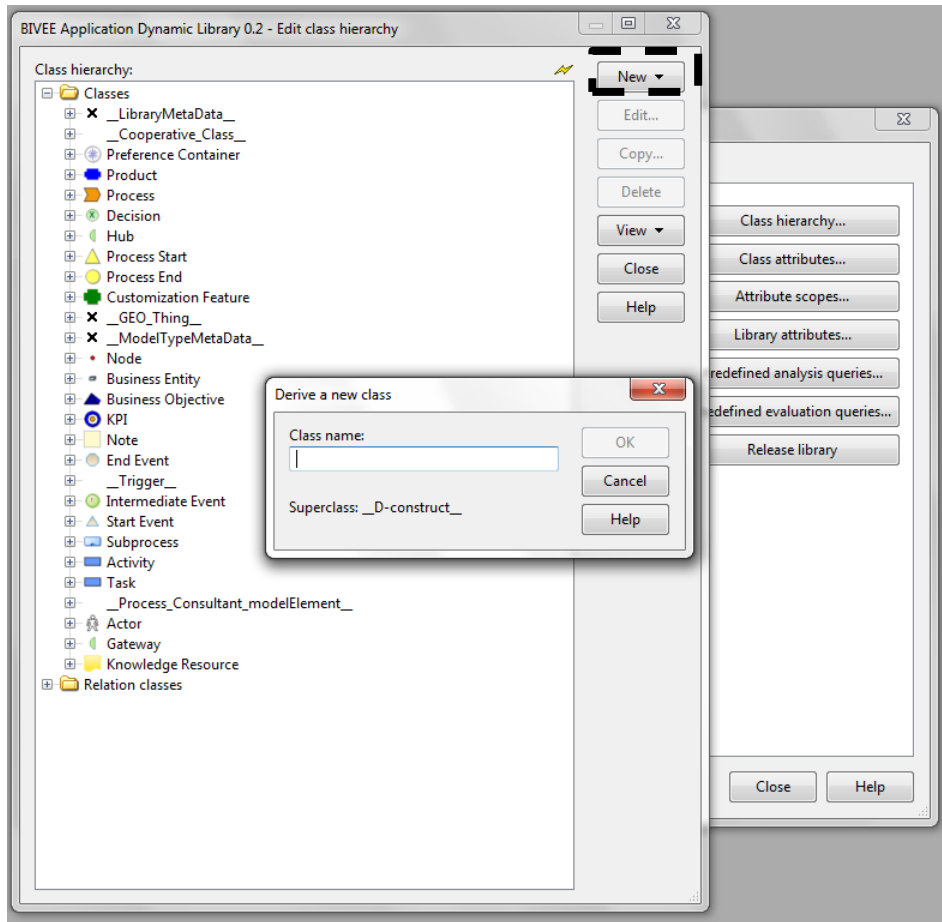 BIVEE Application Dynamic Library 0.2 - Edit class hierarchy
Class hierarchy:
Classes
__LibraryMetaData__
__Cooperative_Class__
Preference Container
Product
Process
Decision
Hub
Process Start
Process End
Customization Feature
__GEO_Thing__
__ModelTypeMetaData__
Node
Business Entity
Business Objective
KPI
Note
End Event
__Trigger__
Intermediate Event
Start Event
Subprocess
Activity
Task
__Process_Consultant_modelElement__
Actor
Gateway
Knowledge Resource
Relation classes
New
Edit...
Copy...
Delete
View
Close
Help
Derive a new class
Class name:
Superclass: __D-construct__
OK
Cancel
Help
Class hierarchy...
Class attributes...
Attribute scopes...
Library attributes...
redefined analysis queries...
edefined evaluation queries...
Release library
Close
Help